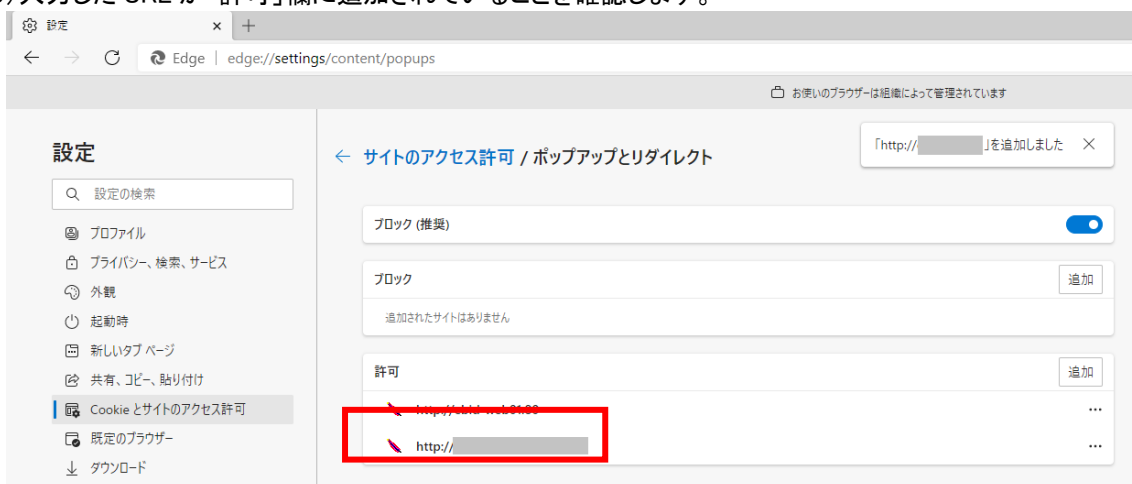 入力した URL が「許可」欄に追加されていることを確認します。
設定
Edge | edge://settings/content/popups
お使いのブラウザーは組織によって管理されています
設定
← サイトのアクセス許可 / ポップアップとリダイレクト
「http:// 」を追加しました
設定の検索
プロファイル
プライバシー、検索、サービス
外観
起動時
新しいタブ ページ
共有、コピー、貼り付け
Cookie とサイトのアクセス許可
既定のブラウザー
ダウンロード
ブロック (推奨)
ブロック
追加
追加されたサイトはありません
許可
追加
http://